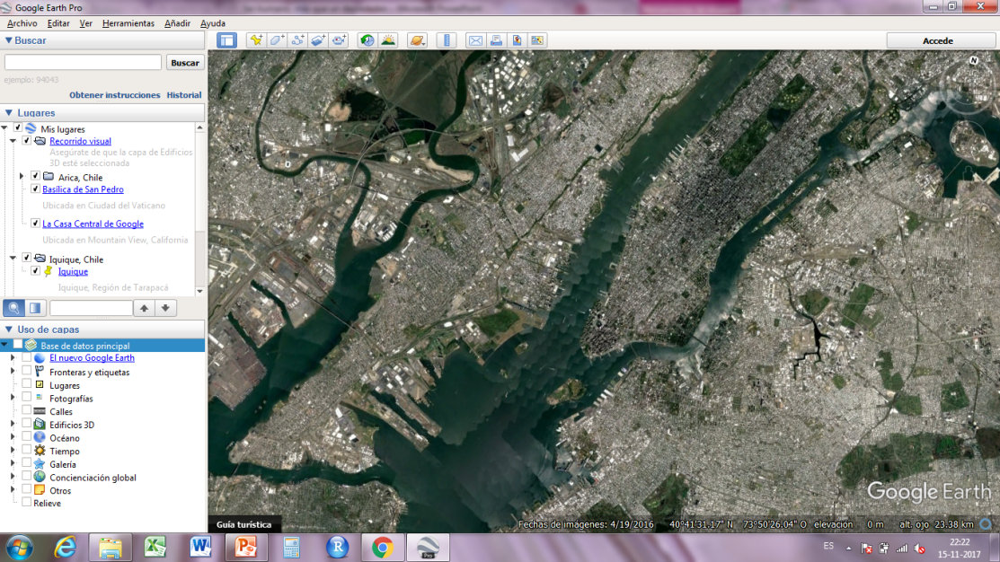 Google Earth Pro
Archivo Editar Ver Herramientas Añadir Ayuda
Buscar
Accede
Buscar
ejemplo: 94043
Obtener instrucciones Historial
N
Lugares
Mis lugares
Recorrido visual
Asegúrate de que la capa de Edificios
3D esté seleccionada
Arica, Chile
Basílica de San Pedro
Ubicada en Ciudad del Vaticano
La Casa Central de Google
Ubicada en Mountain View, California
Iquique, Chile
Iquique
Iquique, Región de Tarapacá
Uso de capas
Base de datos principal
El nuevo Google Earth
Fronteras y etiquetas
Lugares
Fotografías
Calles
Edificios 3D
Océano
Tiempo
Galería
Concienciación global
Otros
Relieve
Google Earth
Guía turística
Fechas de imágenes: 4/19/2016 40°41'31.17" N 73°50'26.04" O elevación 0 m alt. ojo 23.38 km
Pro
ES
22:22
15-11-2017